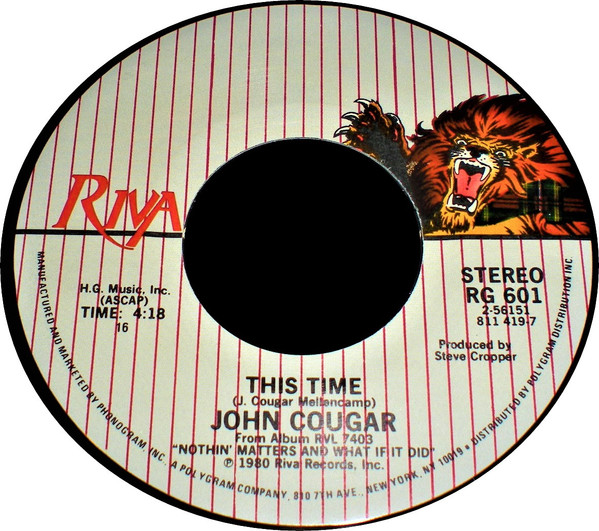 RIVA
H.G. Music, Inc.
(ASCAP)
TIME: 4:18
16
STEREO
RG 601
2-56151
811 419-7
Produced by
Steve Cropper
THIS TIME
(J. Cougar Mellencamp)
JOHN COUGAR
From Album RVL 7403
"NOTHIN' MATTERS AND WHAT IF IT DID"
℗ 1980 Riva Records, Inc.
MANUFACTURED AND MARKETED BY PHONOGRAM, INC., A POLYGRAM COMPANY, 810 7TH AVE., NEW YORK, NY 10019 • DISTRIBUTED BY POLYGRAM DISTRIBUTION INC.